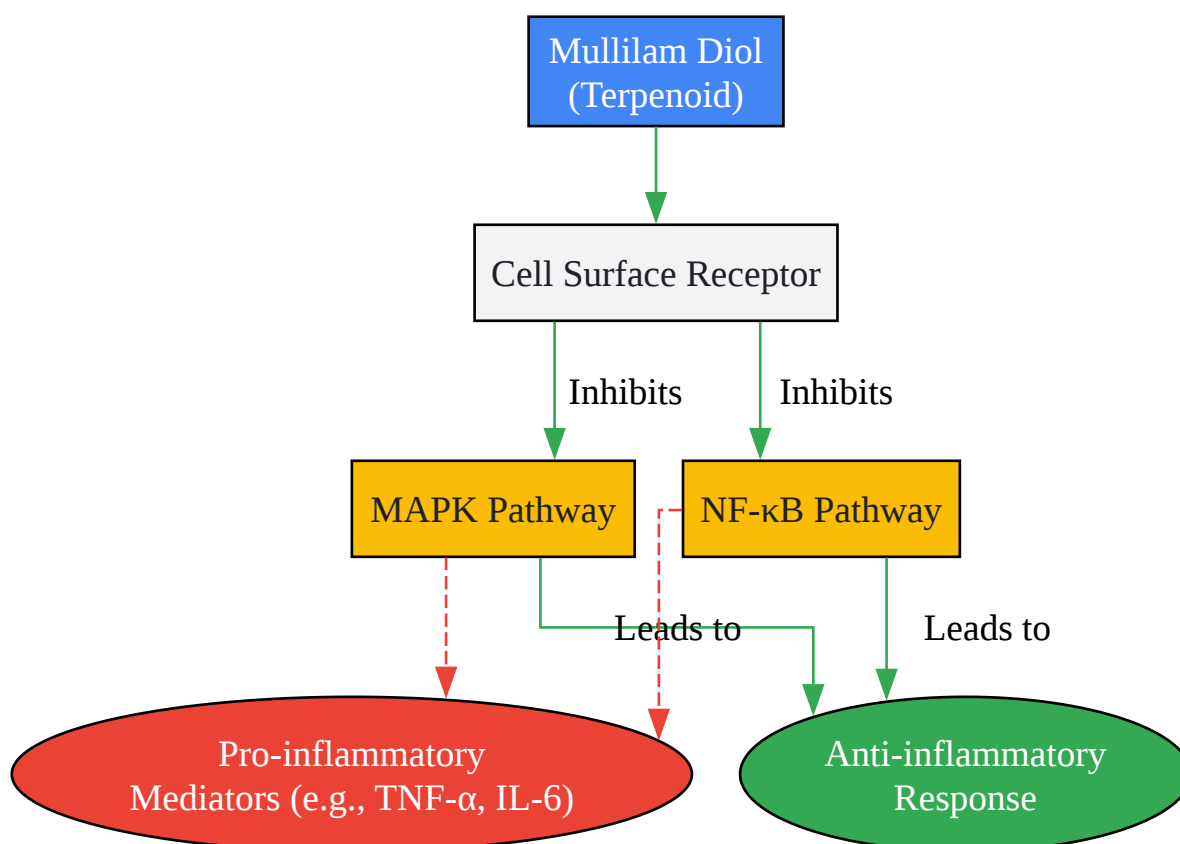 Mullilam Diol
(Terpenoid)
Cell Surface Receptor
Inhibits
Inhibits
MAPK Pathway
NF-κB Pathway
Leads to
Leads to
Pro-inflammatory
Mediators (e.g., TNF-α, IL-6)
Anti-inflammatory
Response